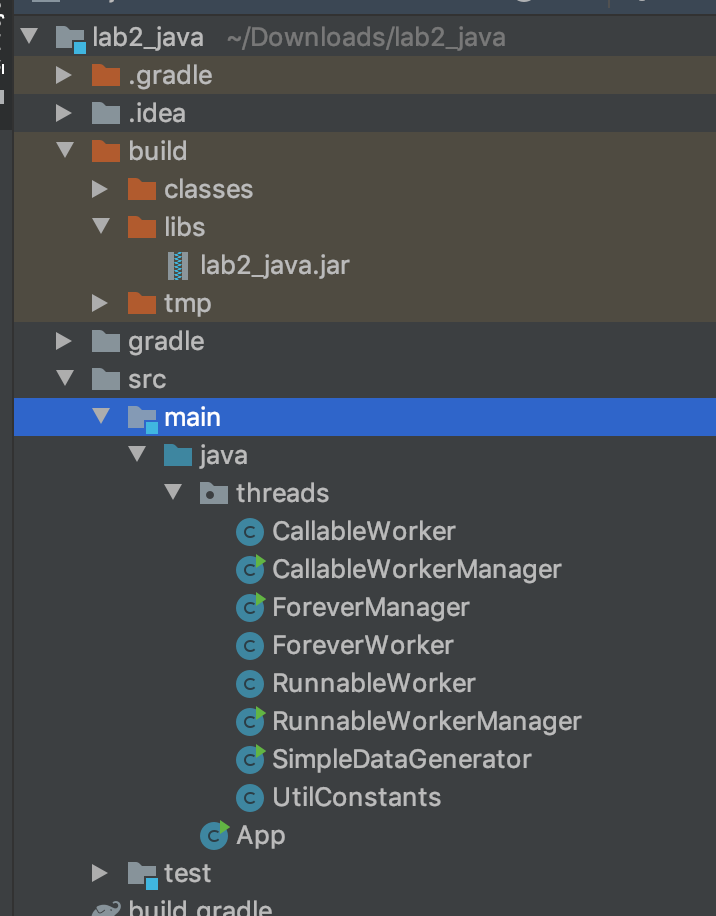 lab2_java ~/Downloads/lab2_java
.gradle
.idea
build
classes
libs
lab2_java.jar
tmp
gradle
src
main
java
threads
CallableWorker
CallableWorkerManager
ForeverManager
ForeverWorker
RunnableWorker
RunnableWorkerManager
SimpleDataGenerator
UtilConstants
App
test
build.gradle